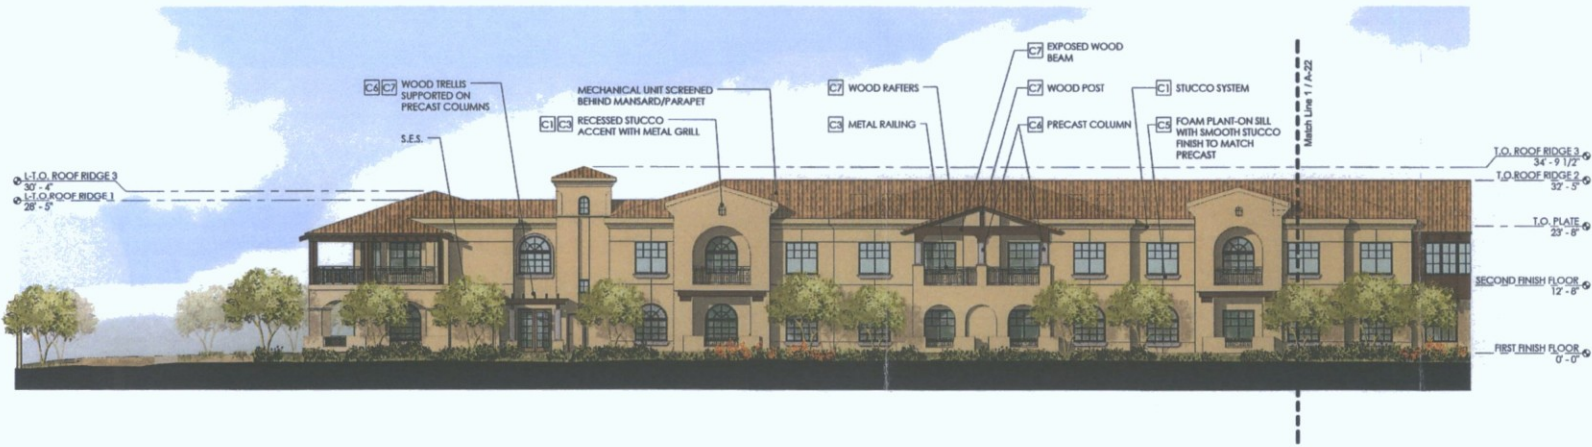 C6 C7 WOOD TRELLIS
SUPPORTED ON
PRECAST COLUMNS
S.E.S.
MECHANICAL UNIT SCREENED
BEHIND MANSARD/PARAPET
C1 C3 RECESSED STUCCO
ACCENT WITH METAL GRILL
C7 WOOD RAFTERS
C3 METAL RAILING
C7 EXPOSED WOOD
BEAM
C7 WOOD POST
C6 PRECAST COLUMN
C1 STUCCO SYSTEM
C5 FOAM PLANT-ON SILL
WITH SMOOTH STUCCO
FINISH TO MATCH
PRECAST
Match Line 1 / A-22
L-T.O. ROOF RIDGE 3
30' - 4"
L-T.O. ROOF RIDGE 1
28' - 5"
T.O. ROOF RIDGE 3
34' - 9 1/2"
T.O. ROOF RIDGE 2
32' - 5"
T.O. PLATE
23' - 8"
SECOND FINISH FLOOR
12' - 8"
FIRST FINISH FLOOR
0' - 0"